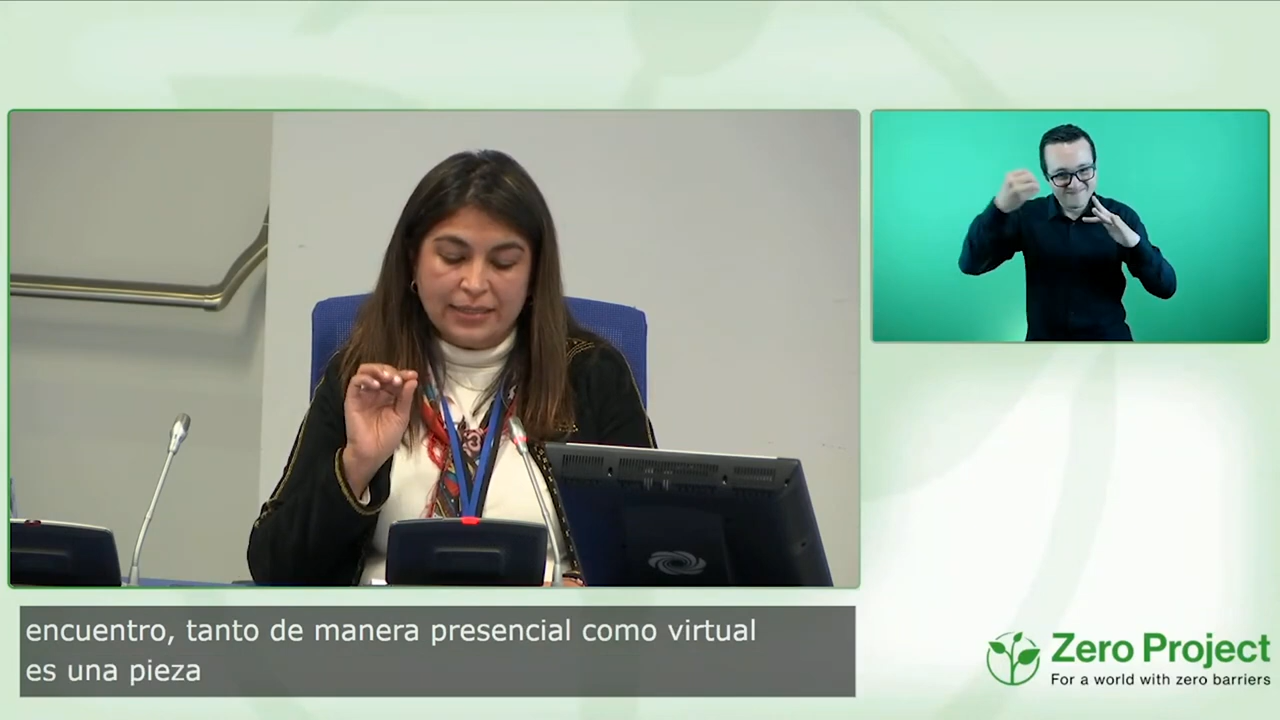 encuentro, tanto de manera presencial como virtual
es una pieza
Zero Project
For a world with zero barriers